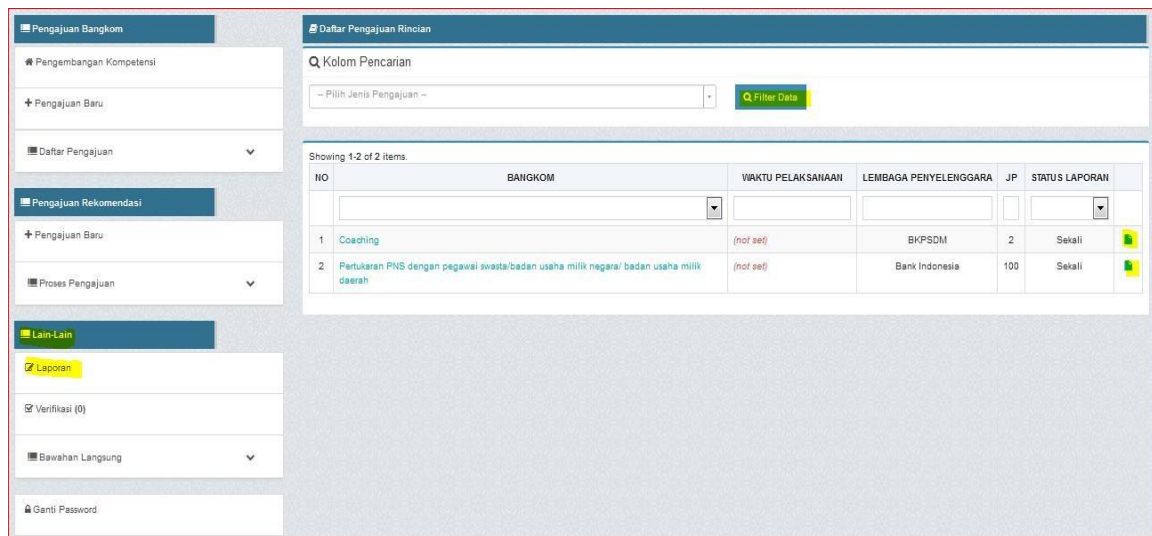 Pengajuan Bangkom
Pengembangan Kompetensi
Pengajuan Baru
Daftar Pengajuan
Pengajuan Rekomendasi
Pengajuan Baru
Proses Pengajuan
Lain-Lain
Laporan
Verifikasi (0)
Bawahan Langsung
Ganti Password
Daftar Pengajuan Rincian
Kolom Pencarian
-- Pilih Jenis Pengajuan --
Filter Data
Showing 1-2 of 2 items.
NO BANGKOM WAKTU PELAKSANAAN LEMBAGA PENYELENGGARA JP STATUS LAPORAN
1 Coaching (not set) BKPSDM 2 Sekali
2 Pertukaran PNS dengan pegawai swasta/badan usaha milik negara/ badan usaha milik (not set) Bank Indonesia 100 Sekali
daerah